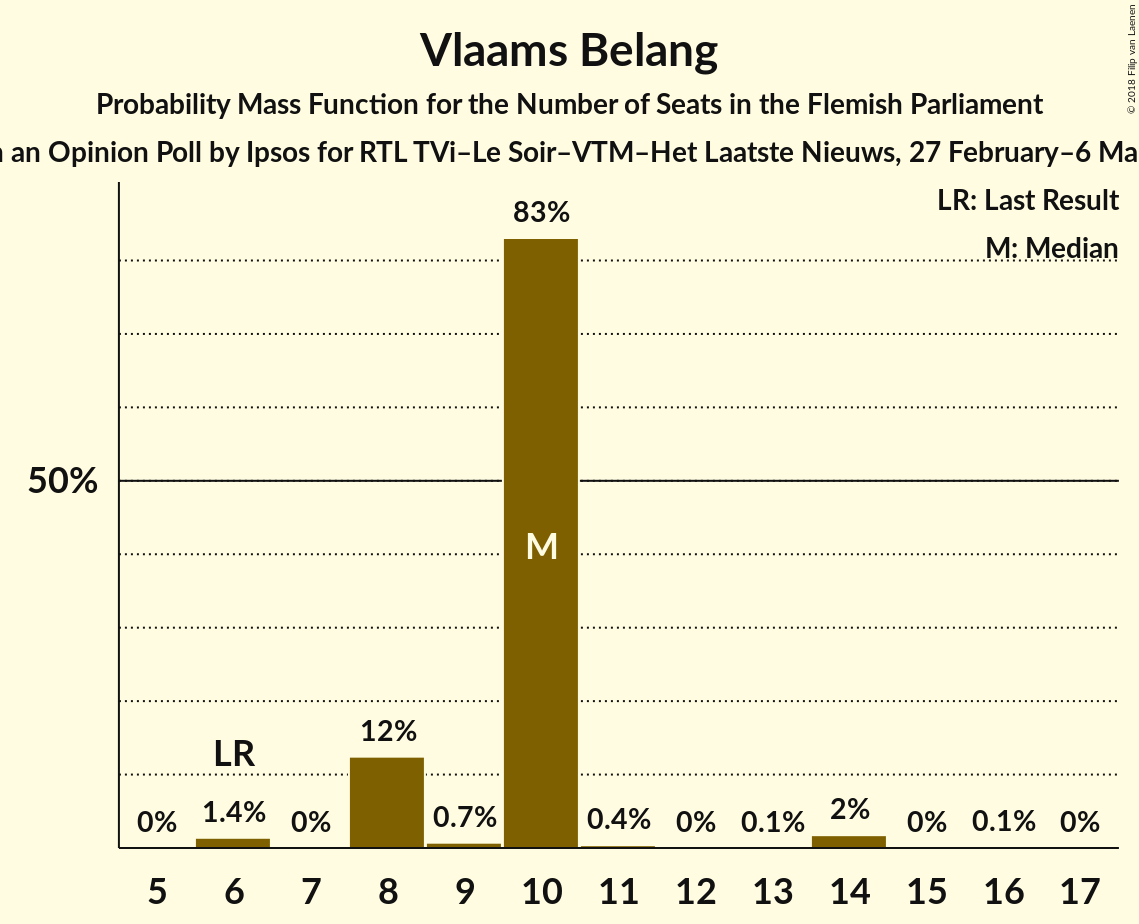 Vlaams Belang
Probability Mass Function for the Number of Seats in the Flemish Parliament
an Opinion Poll by Ipsos for RTL TVi–Le Soir–VTM–Het Laatste Nieuws, 27 February–6 Ma
© 2018 Filip van Laenen
LR: Last Result
M: Median
83%
50%
M
12%
LR
0% 1.4% 0% 0.7% 0.4% 0% 0.1% 2% 0% 0.1% 0%
5 6 7 8 9 10 11 12 13 14 15 16 17